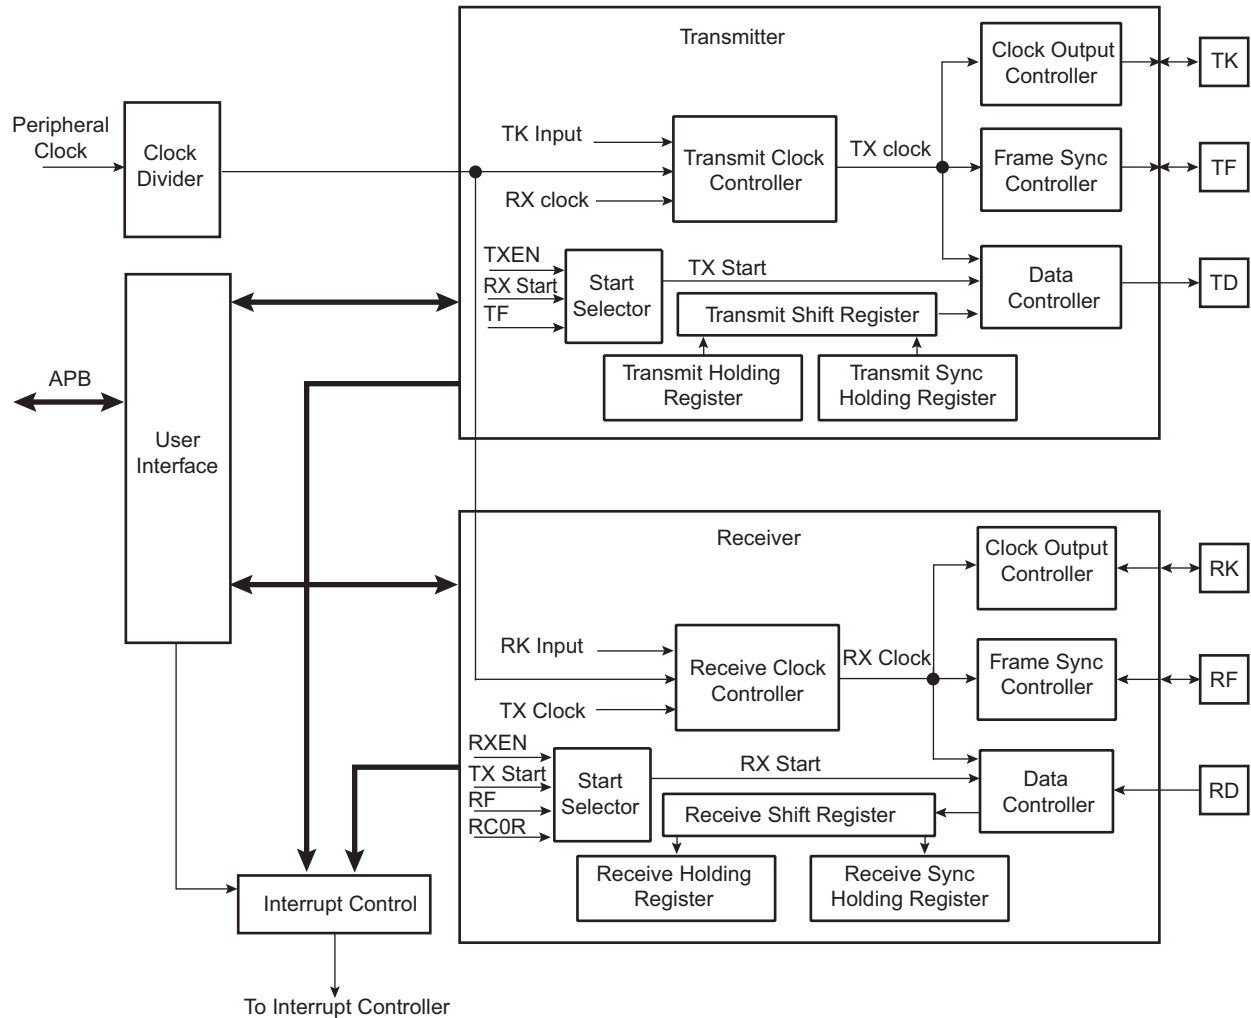 Transmitter
Clock Output
Controller
TK
Peripheral
Clock
Clock
Divider
TK Input
Transmit Clock
Controller
RX clock
TX clock
Frame Sync
Controller
TF
TXEN
RX Start
TF
Start
Selector
TX Start
Data
Controller
TD
Transmit Shift Register
Transmit Holding
Register
Transmit Sync
Holding Register
APB
User
Interface
Receiver
Clock Output
Controller
RK
RK Input
Receive Clock
Controller
TX Clock
RX Clock
Frame Sync
Controller
RF
RXEN
TX Start
RF
RC0R
Start
Selector
RX Start
Data
Controller
RD
Receive Shift Register
Receive Holding
Register
Receive Sync
Holding Register
Interrupt Control
To Interrupt Controller